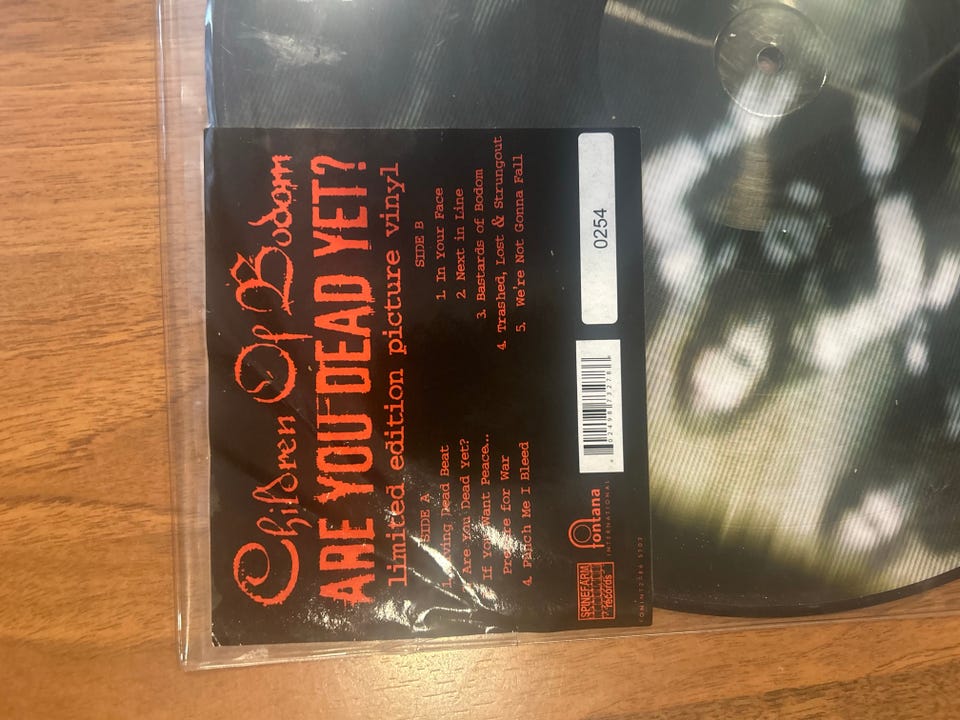 Children Of Bodom
ARE YOU DEAD YET?
limited edition picture vinyl
SIDE A
1. Living Dead Beat
Are You Dead Yet?
If You Want Peace...
Prepare for War
4. Punch Me I Bleed
SIDE B
1. In Your Face
2. Next in Line
3. Bastards of Bodom
4. Trashed, Lost & Strungout
5. We're Not Gonna Fall
SPINEFARM
records
fontana
INTERNATIONAL
0254